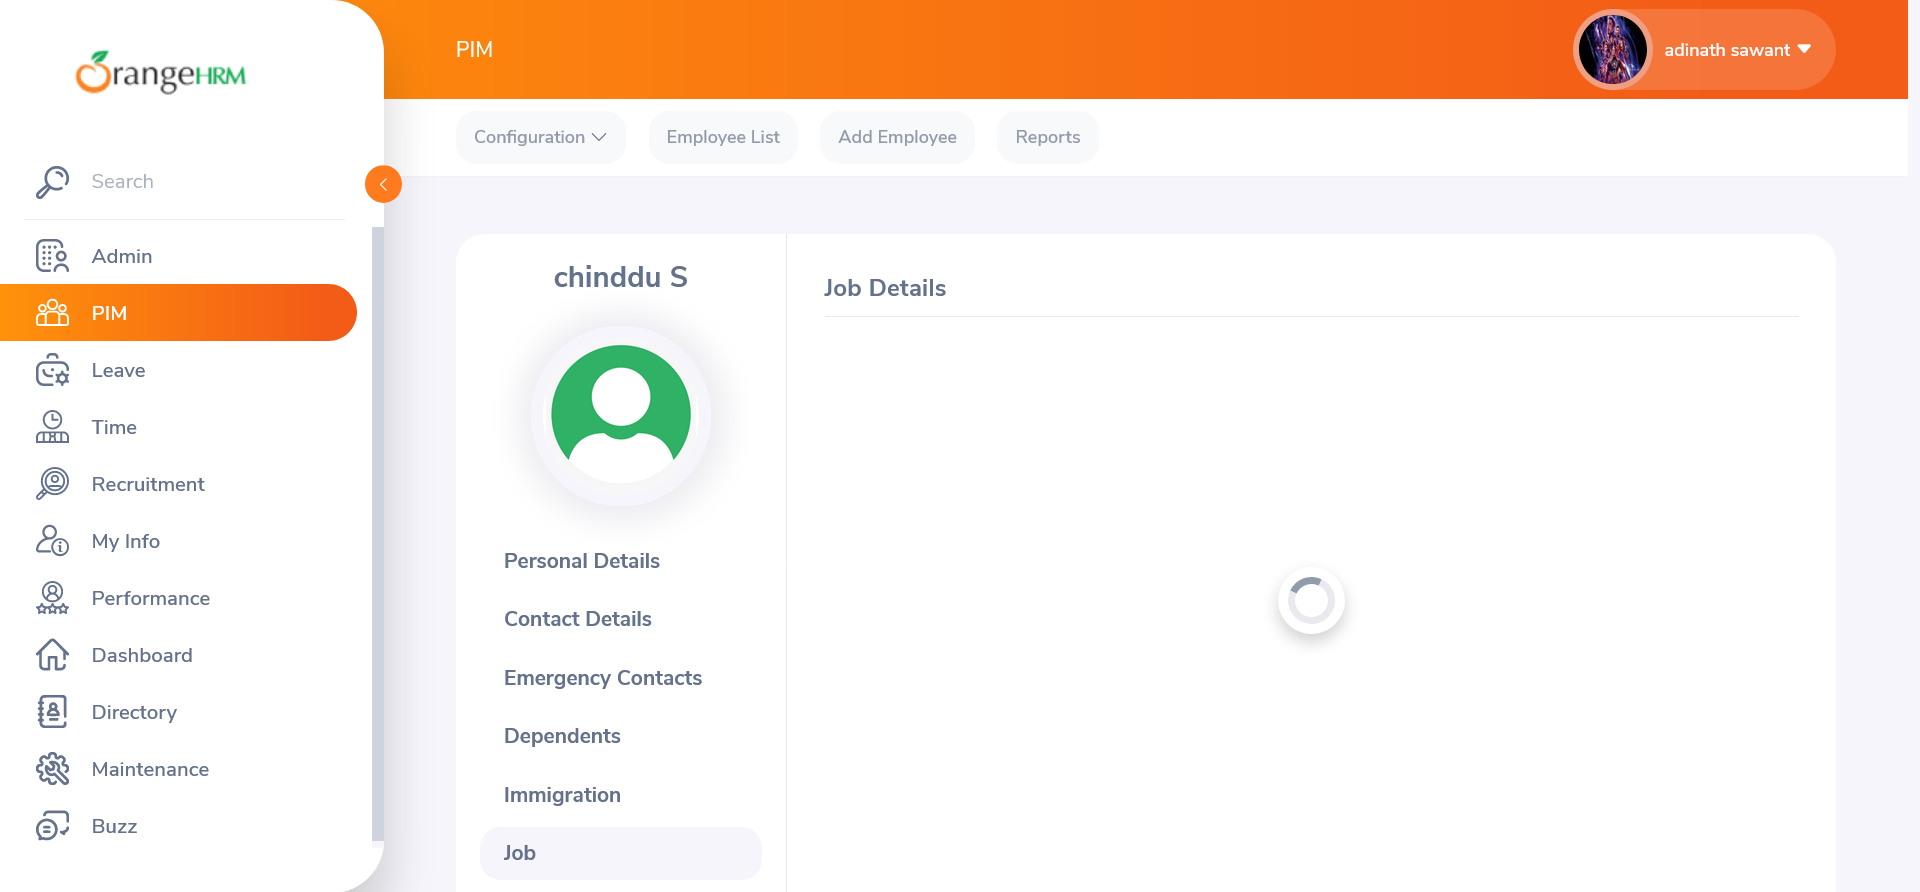 OrangeHRM
PIM
adinath sawant
Configuration
Employee List
Add Employee
Reports
Search
Admin
PIM
Leave
Time
Recruitment
My Info
Performance
Dashboard
Directory
Maintenance
Buzz
chinddu S
Personal Details
Contact Details
Emergency Contacts
Dependents
Immigration
Job
Job Details